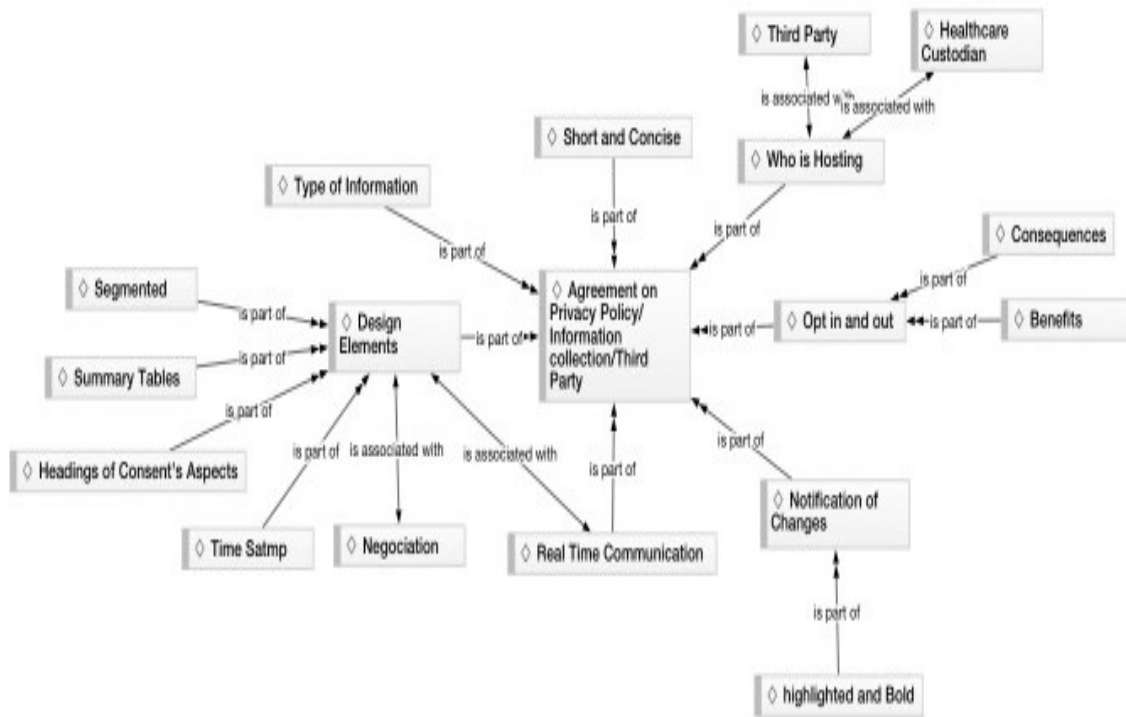 ◇ Third Party
◇ Healthcare
Custodian
is associated with
is associated with
◇ Short and Concise
◇ Who is Hosting
◇ Type of Information
is part of
is part of
is part of
◇ Consequences
is part of
◇ Segmented
is part of
◇ Design
Elements
is part of
◇ Agreement on
Privacy Policy/
Information
collection/Third
Party
is part of
◇ Opt in and out
is part of
◇ Benefits
is part of
◇ Summary Tables
is part of
◇ Headings of Consent's Aspects
is part of
is associated with
is associated with
is part of
is part of
◇ Time Satmp
◇ Negociation
◇ Real Time Communication
◇ Notification of
Changes
is part of
◇ highlighted and Bold